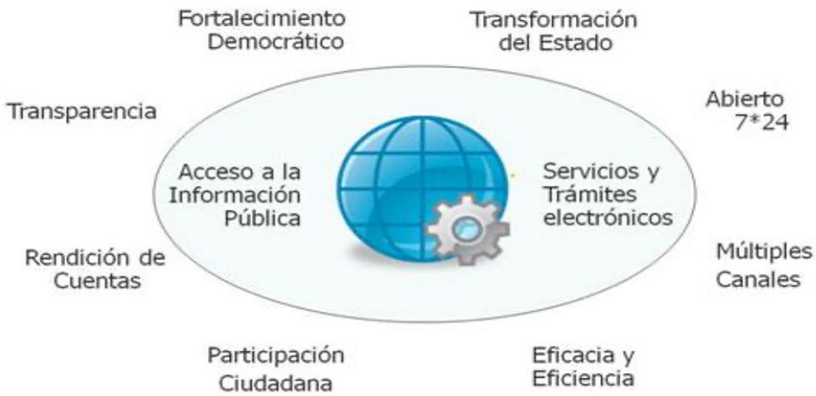 Fortalecimiento
Democrático
Transformación
del Estado
Transparencia
Abierto
7*24
Acceso a la
Información
Pública
Servicios y
Trámites
electrónicos
Rendición de
Cuentas
Múltiples
Canales
Participación
Ciudadana
Eficacia y
Eficiencia